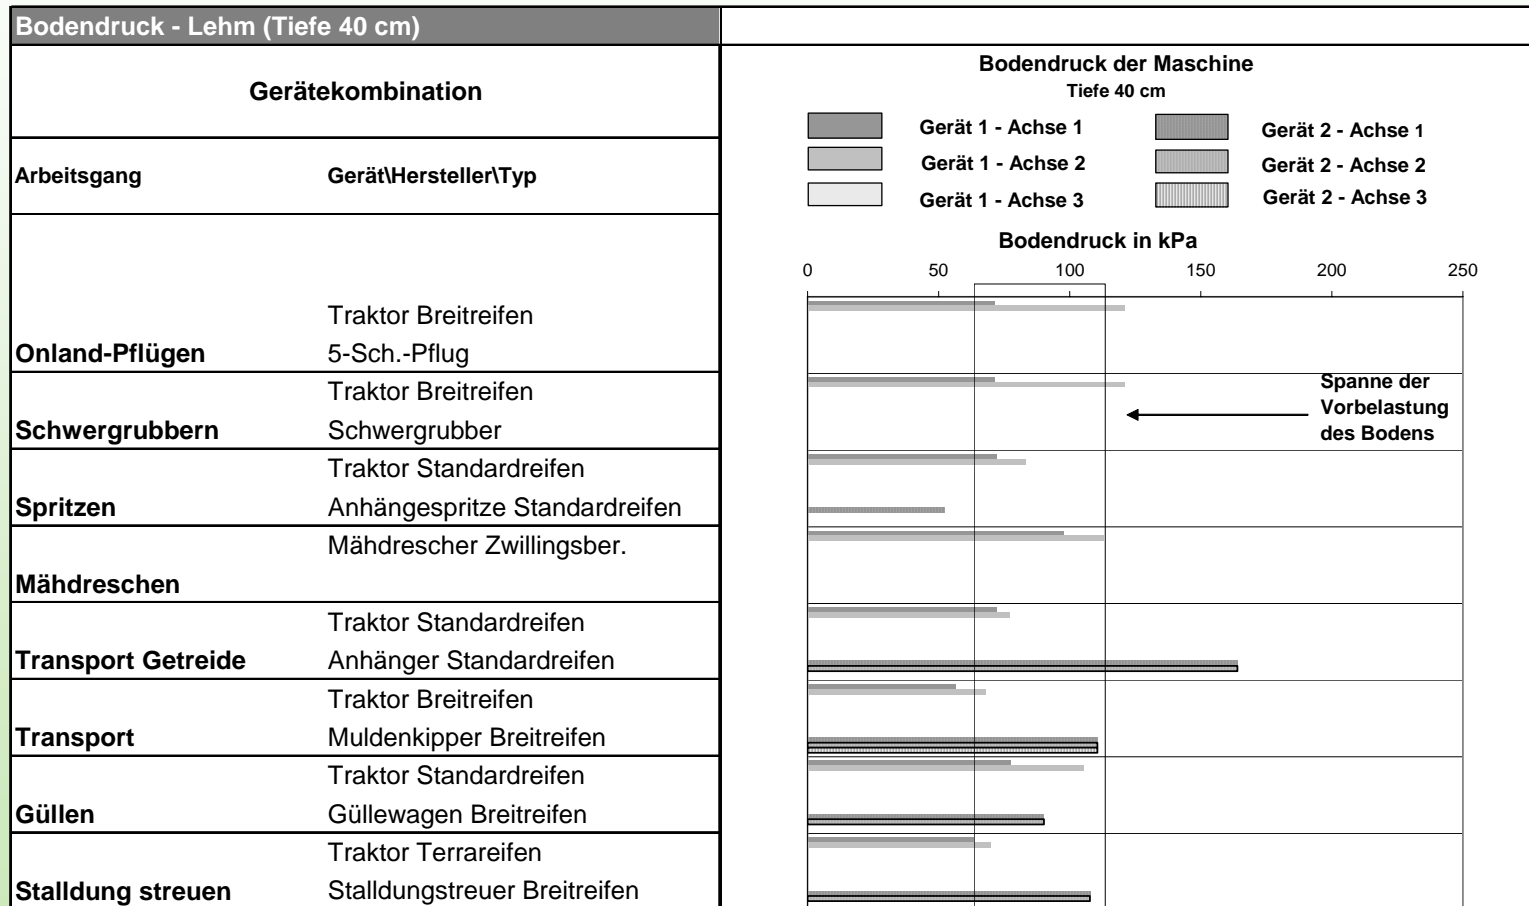 Bodendruck - Lehm (Tiefe 40 cm)
Gerätekombination
Bodendruck der Maschine
Tiefe 40 cm
Gerät 1 - Achse 1
Gerät 2 - Achse 1
Gerät 1 - Achse 2
Gerät 2 - Achse 2
Gerät 1 - Achse 3
Gerät 2 - Achse 3
Arbeitsgang
Gerät\Hersteller\Typ
Bodendruck in kPa
0 50 100 150 200 250
Traktor Breitreifen
Onland-Pflügen 5-Sch.-Pflug
Traktor Breitreifen
Schwergrubbern Schwergrubber
Spanne der
Vorbelastung
des Bodens
Traktor Standardreifen
Spritzen Anhängespritze Standardreifen
Mähdrescher Zwillingsber.
Mähdreschen
Traktor Standardreifen
Transport Getreide Anhänger Standardreifen
Traktor Breitreifen
Transport Muldenkipper Breitreifen
Traktor Standardreifen
Güllen Güllewagen Breitreifen
Traktor Terrareifen
Stalldung streuen Stalldungstreuer Breitreifen